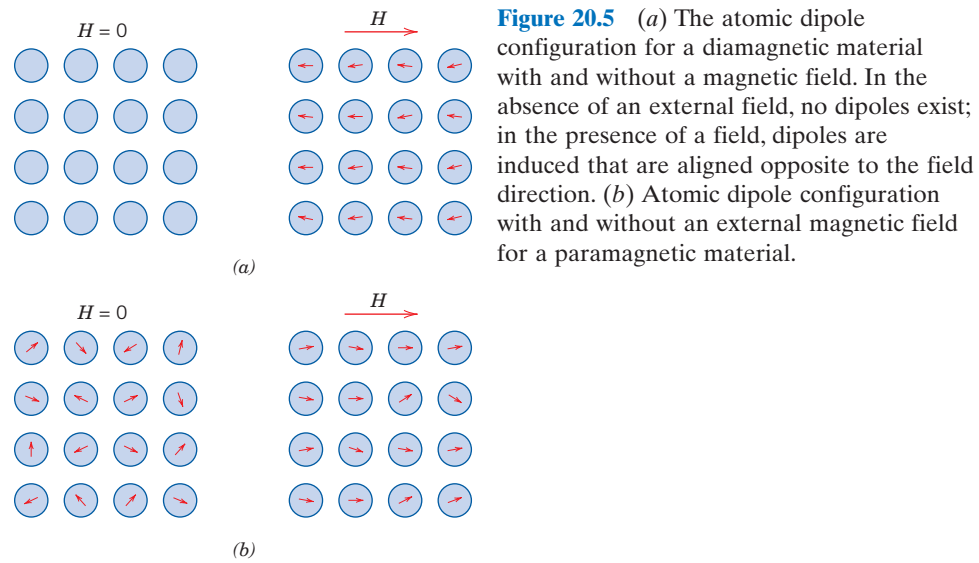 H = 0
H
(a)
H = 0
H
(b)
Figure 20.5 (a) The atomic dipole
configuration for a diamagnetic material
with and without a magnetic field. In the
absence of an external field, no dipoles exist;
in the presence of a field, dipoles are
induced that are aligned opposite to the field
direction. (b) Atomic dipole configuration
with and without an external magnetic field
for a paramagnetic material.